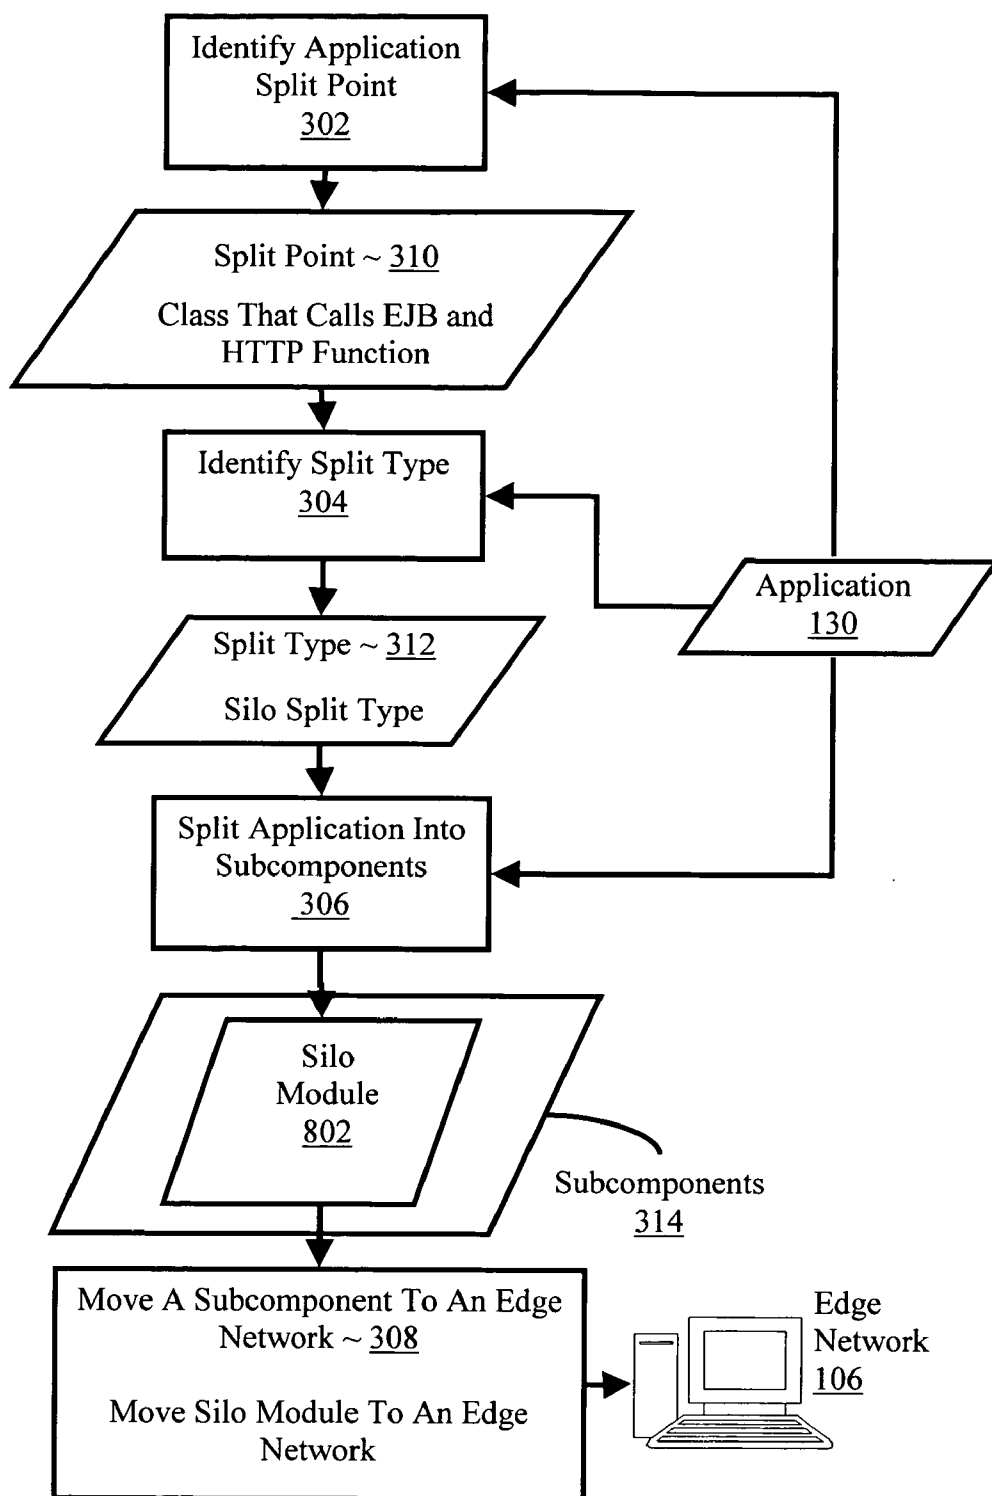 Identify Application
Split Point
302
Split Point ~ 310
Class That Calls EJB and
HTTP Function
Identify Split Type
304
Application
130
Split Type ~ 312
Silo Split Type
Split Application Into
Subcomponents
306
Silo
Module
802
Subcomponents
314
Move A Subcomponent To An Edge
Network ~ 308
Move Silo Module To An Edge
Network
Edge
Network
106